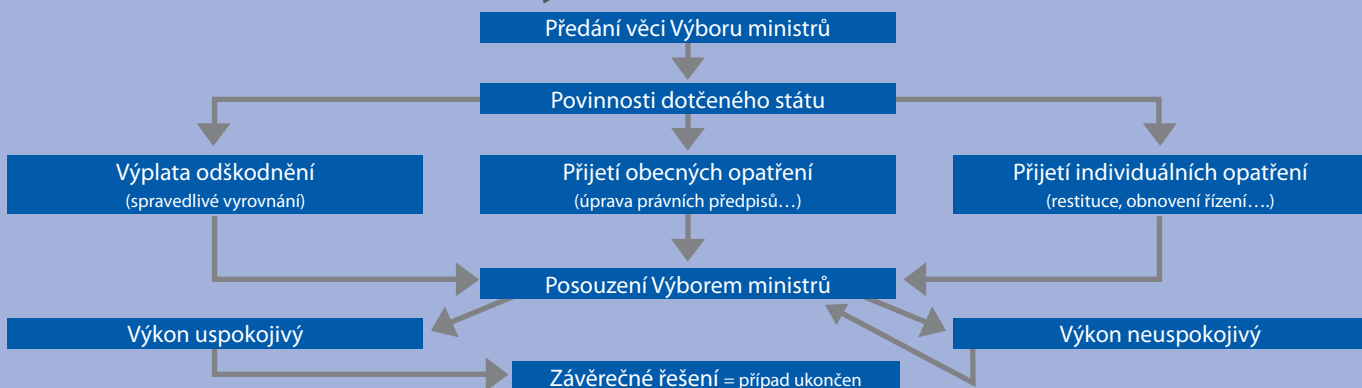 Předání věci Výboru ministrů
Povinnosti dotčeného státu
Výplata odškodnění
(spravedlivé vyrovnání)
Přijetí obecných opatření
(úprava právních předpisů…)
Přijetí individuálních opatření
(restituce, obnovení řízení….)
Posouzení Výborem ministrů
Výkon uspokojivý
Výkon neuspokojivý
Závěrečné řešení = případ ukončen